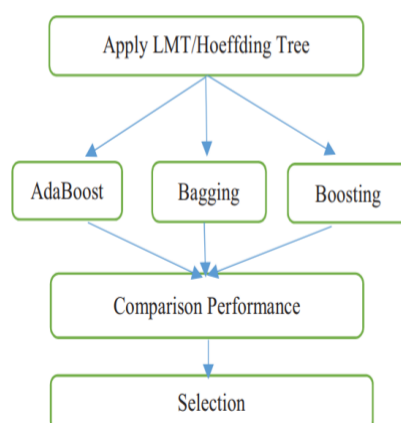 Apply LMT/Hoeffding Tree
AdaBoost
Bagging
Boosting
Comparison Performance
Selection